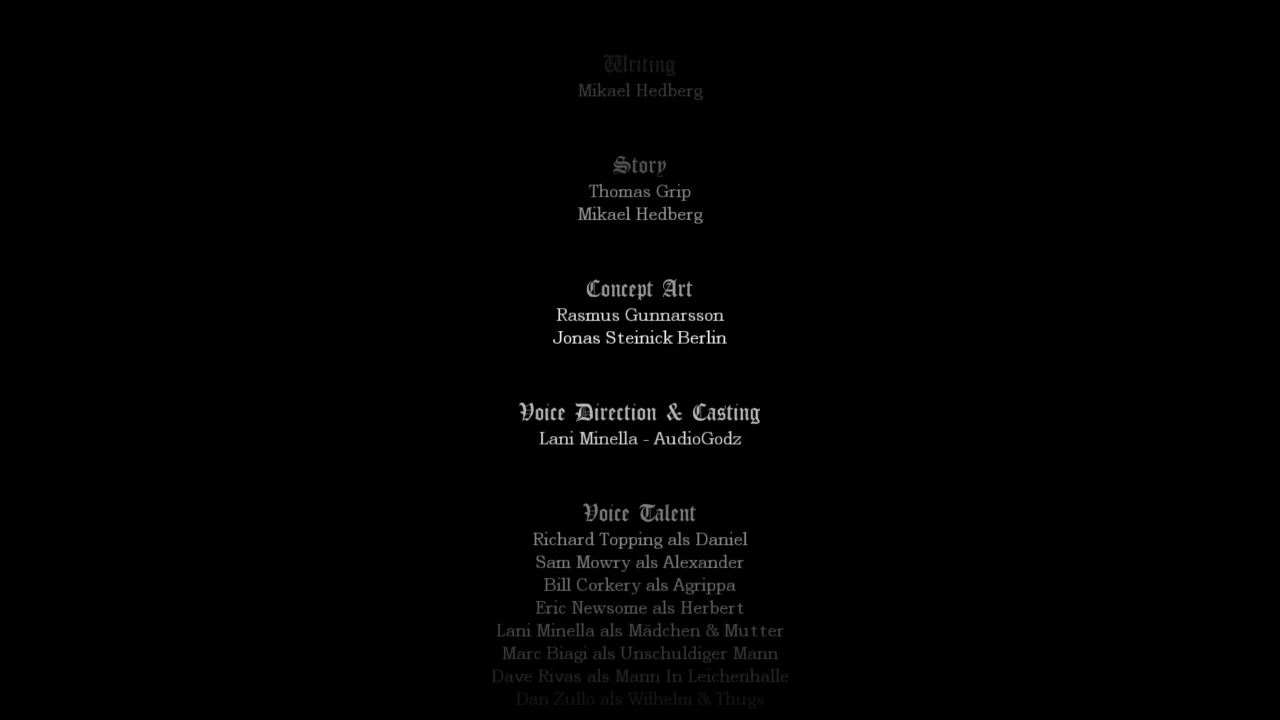 Writing
Mikael Hedberg
Story
Thomas Grip
Mikael Hedberg
Concept Art
Rasmus Gunnarsson
Jonas Steinick Berlin
Voice Direction & Casting
Lani Minella - AudioGodz
Voice Talent
Richard Topping als Daniel
Sam Mowry als Alexander
Bill Corkery als Agrippa
Eric Newsome als Herbert
Lani Minella als Mädchen & Mutter
Marc Biagi als Unschuldiger Mann
Dave Rivas als Mann In Leichenhalle
Dan Zullo als Wilhelm & Thugs